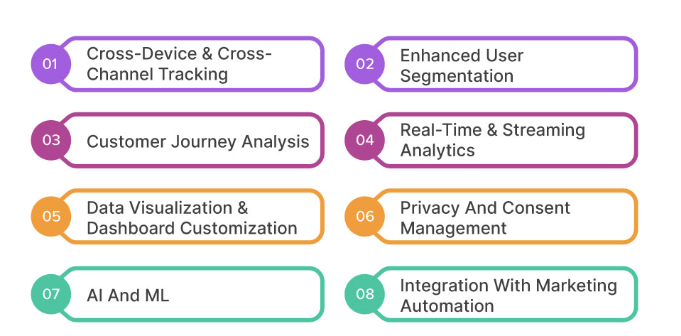 01
Cross-Device & Cross-
Channel Tracking
02
Enhanced User
Segmentation
03
Customer Journey Analysis
04
Real-Time & Streaming
Analytics
05
Data Visualization &
Dashboard Customization
06
Privacy And Consent
Management
07
AI And ML
08
Integration With Marketing
Automation